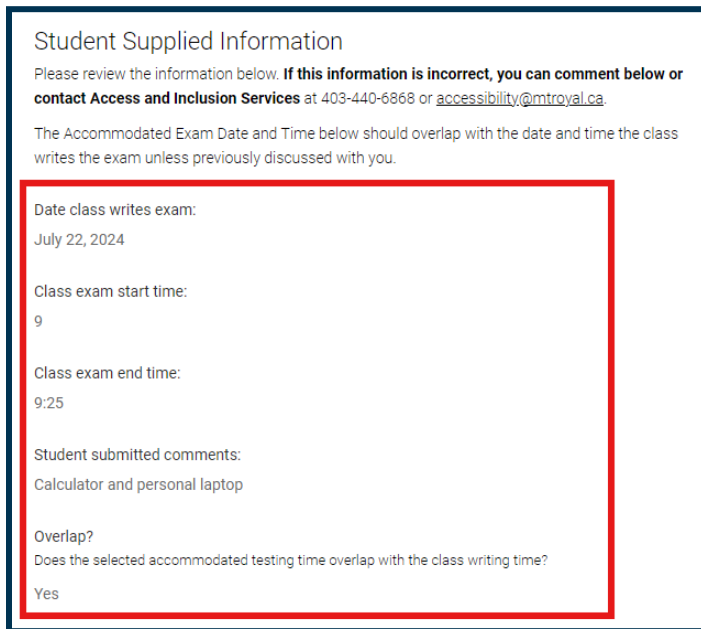 Student Supplied Information
Please review the information below. If this information is incorrect, you can comment below or
contact Access and Inclusion Services at 403-440-6868 or accessibility@mtroyal.ca.
The Accommodated Exam Date and Time below should overlap with the date and time the class
writes the exam unless previously discussed with you.
Date class writes exam:
July 22, 2024
Class exam start time:
9
Class exam end time:
9:25
Student submitted comments:
Calculator and personal laptop
Overlap?
Does the selected accommodated testing time overlap with the class writing time?
Yes